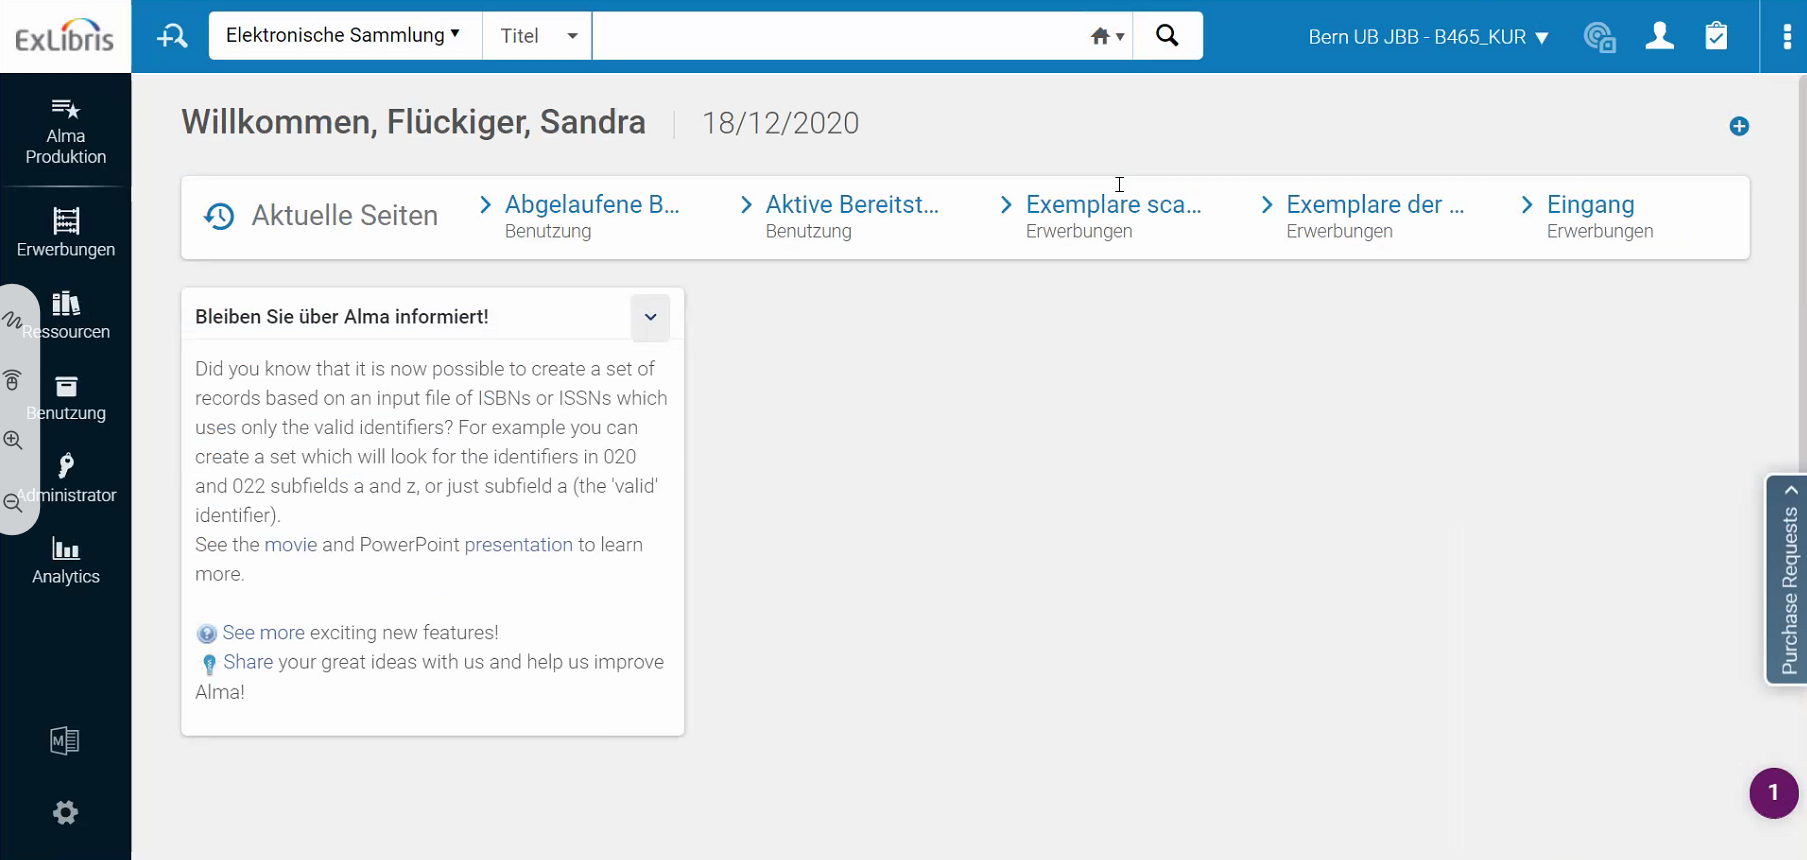 ExLibris
Elektronische Sammlung
Titel
Bern UB JBB - B465_KUR
Alma
Produktion
Erwerbungen
Ressourcen
Benutzung
Administrator
Analytics
Willkommen, Flückiger, Sandra
18/12/2020
Aktuelle Seiten
Abgelaufene B...
Benutzung
Aktive Bereitst...
Benutzung
Exemplare sca...
Erwerbungen
Exemplare der ...
Erwerbungen
Eingang
Erwerbungen
Bleiben Sie über Alma informiert!
Did you know that it is now possible to create a set of
records based on an input file of ISBNs or ISSNs which
uses only the valid identifiers? For example you can
create a set which will look for the identifiers in 020
and 022 subfields a and z, or just subfield a (the 'valid'
identifier).
See the movie and PowerPoint presentation to learn
more.
See more exciting new features!
Share your great ideas with us and help us improve
Alma!
Purchase Requests
1